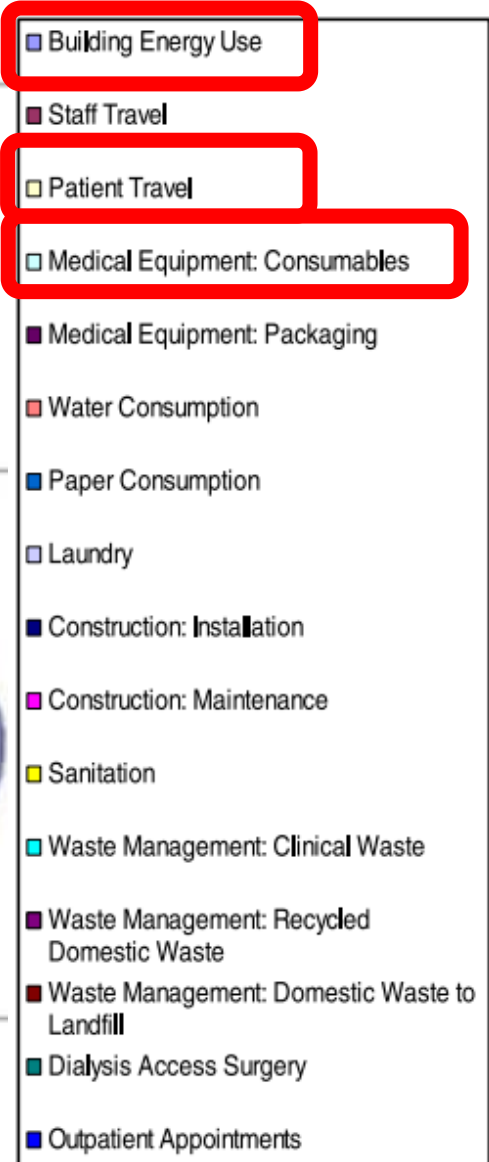 Building Energy Use
Staff Travel
Patient Travel
Medical Equipment: Consumables
Medical Equipment: Packaging
Water Consumption
Paper Consumption
Laundry
Construction: Installation
Construction: Maintenance
Sanitation
Waste Management: Clinical Waste
Waste Management: Recycled
Domestic Waste
Waste Management: Domestic Waste to
Landfill
Dialysis Access Surgery
Outpatient Appointments